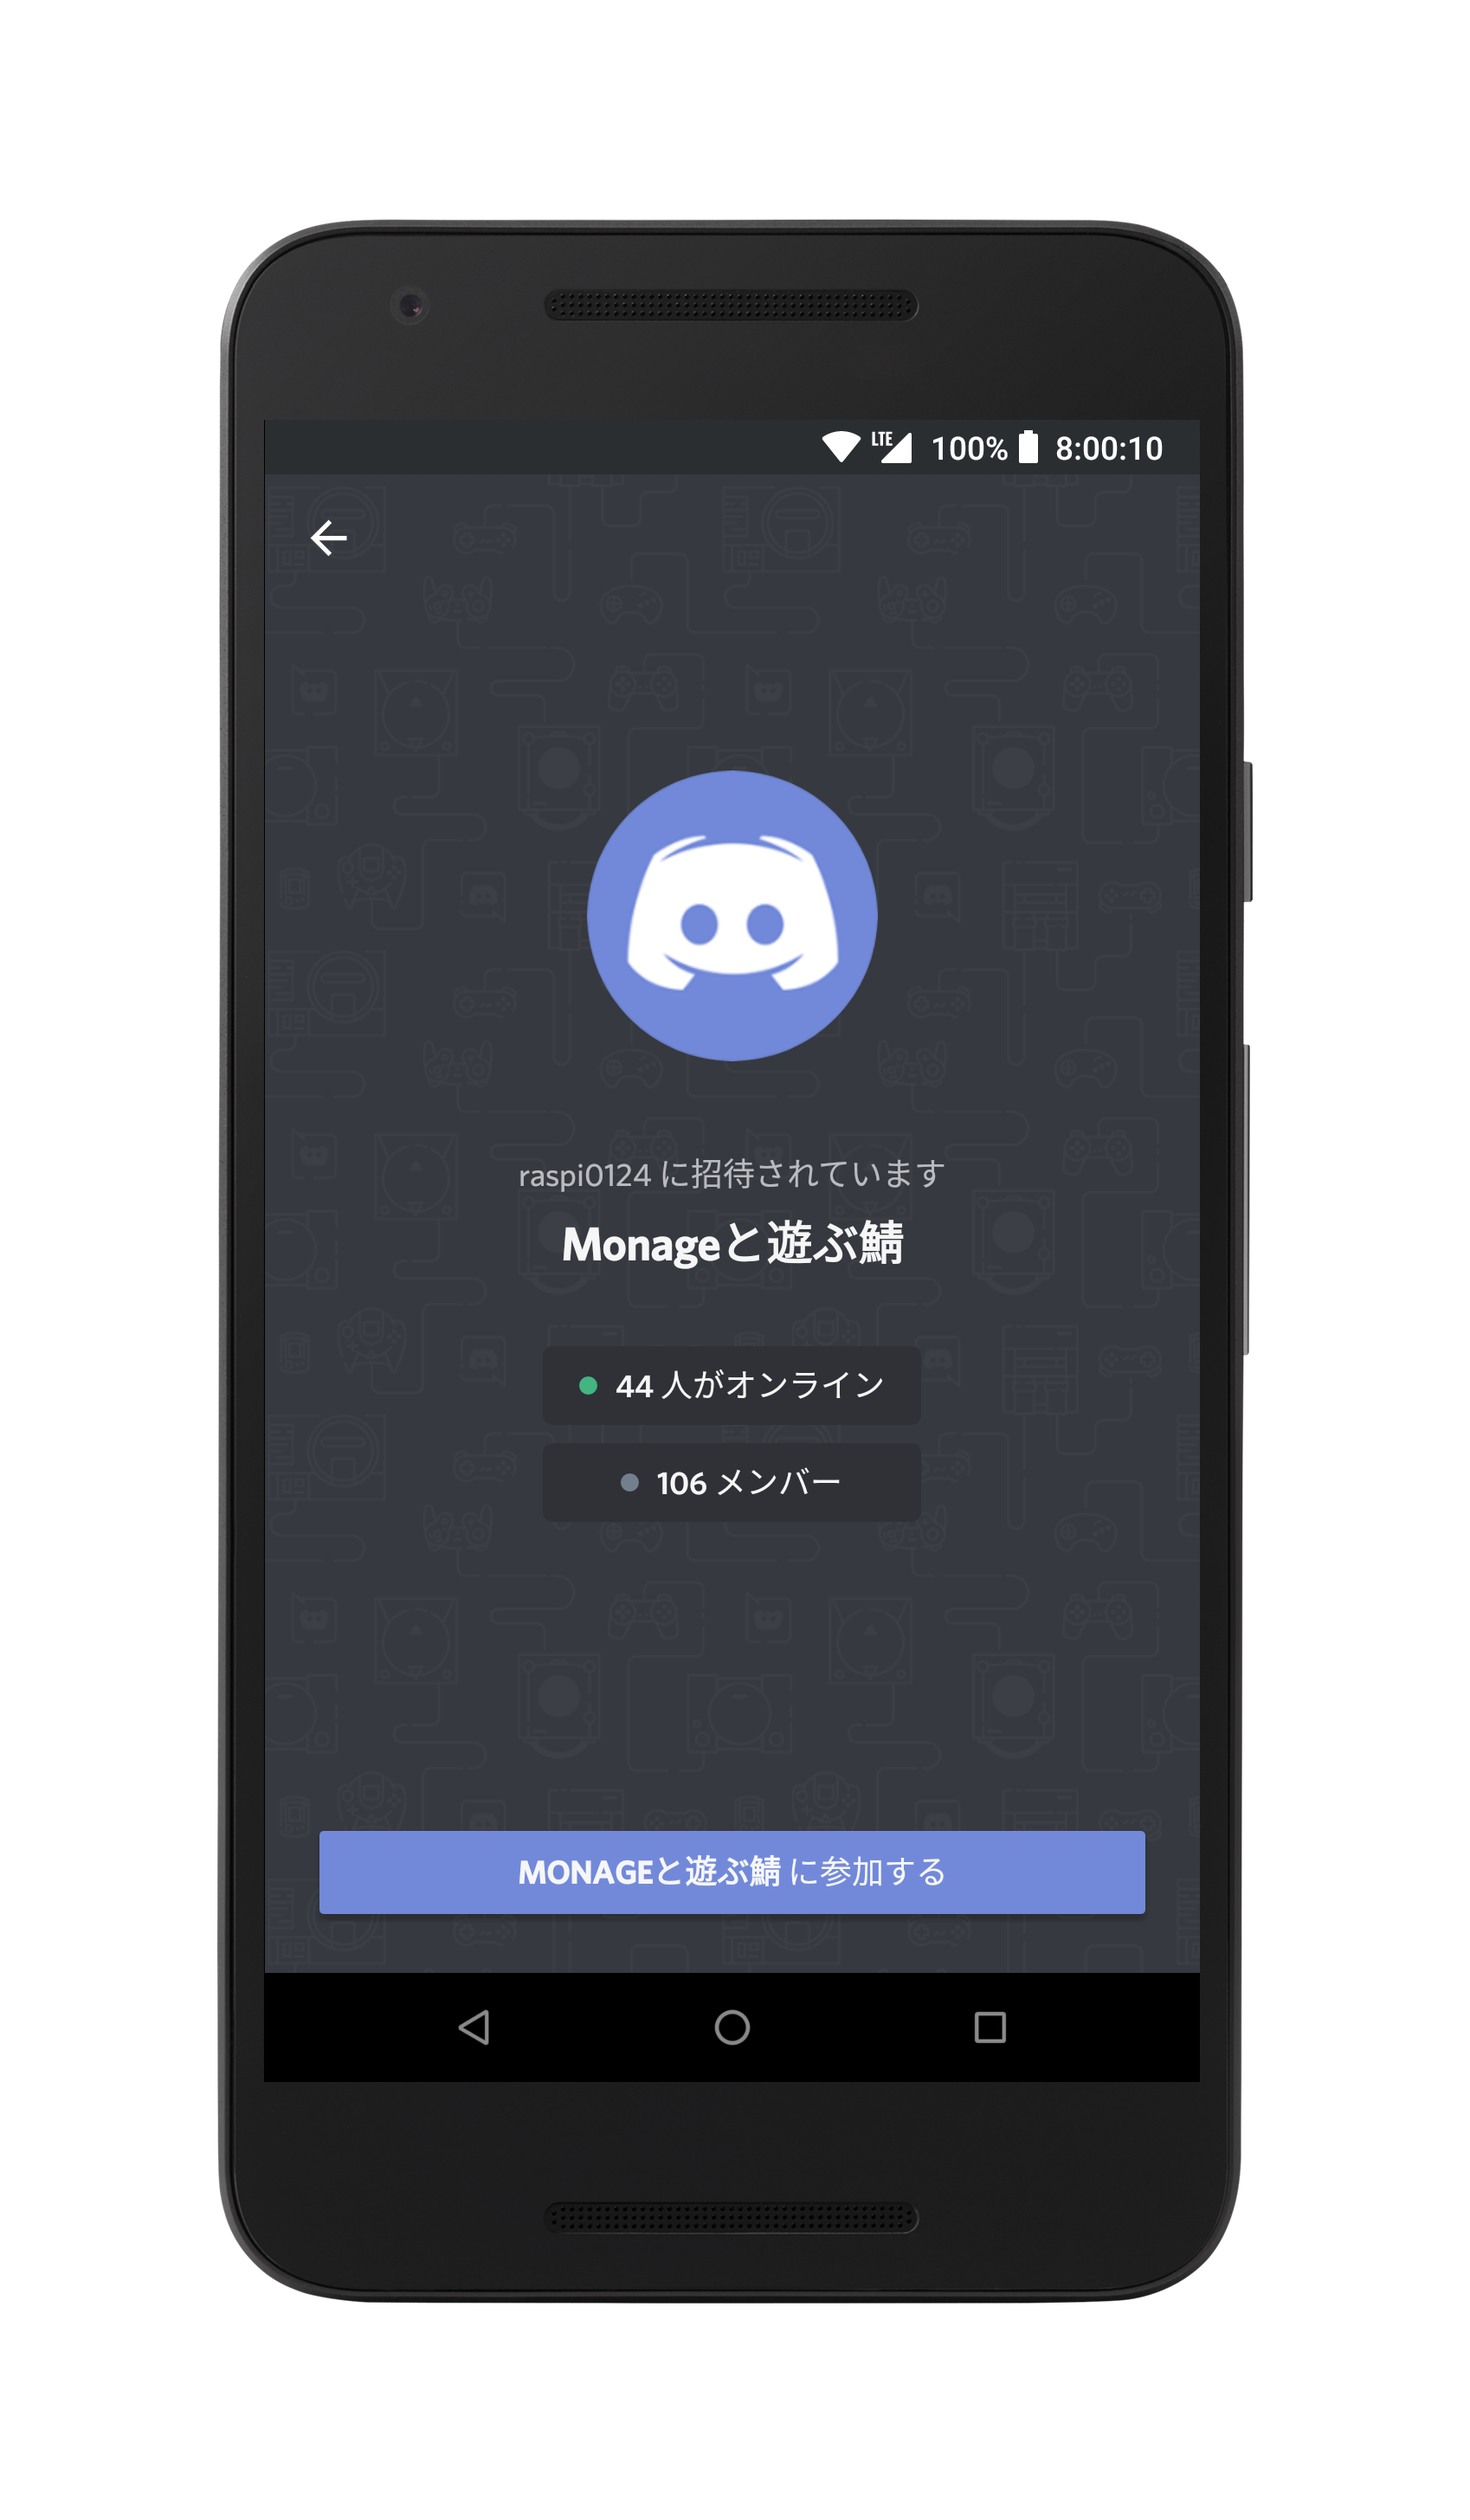 LTE 100% 8:00:10
raspi0124 に招待されています
Monageと遊ぶ鯖
44 人がオンライン
106 メンバー
MONAGEと遊ぶ鯖 に参加する